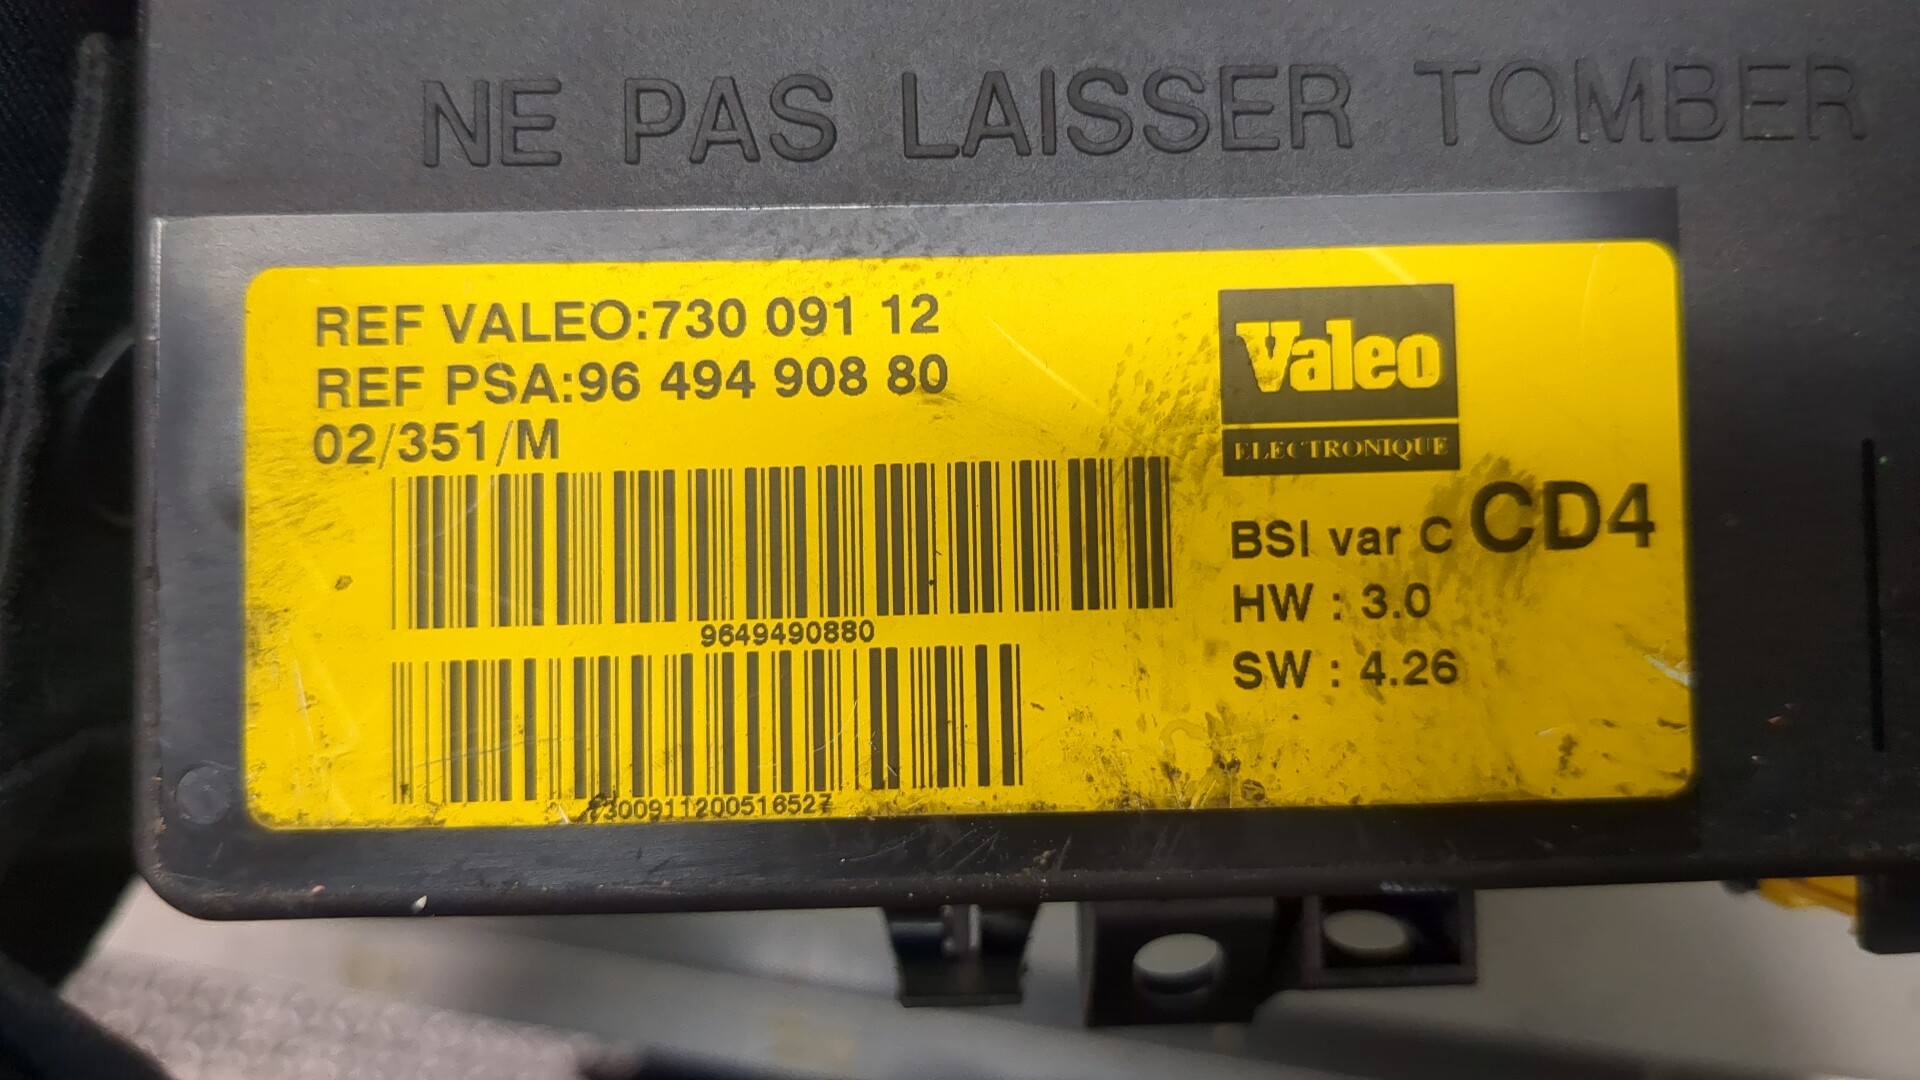 NE PAS LAISSER TOMBER
REF VALEO:730 091 12
REF PSA:96 494 908 80
02/351/M
9649490880
7300911200516527
Valeo
ELECTRONIQUE
BSI var C CD4
HW : 3.0
SW : 4.26